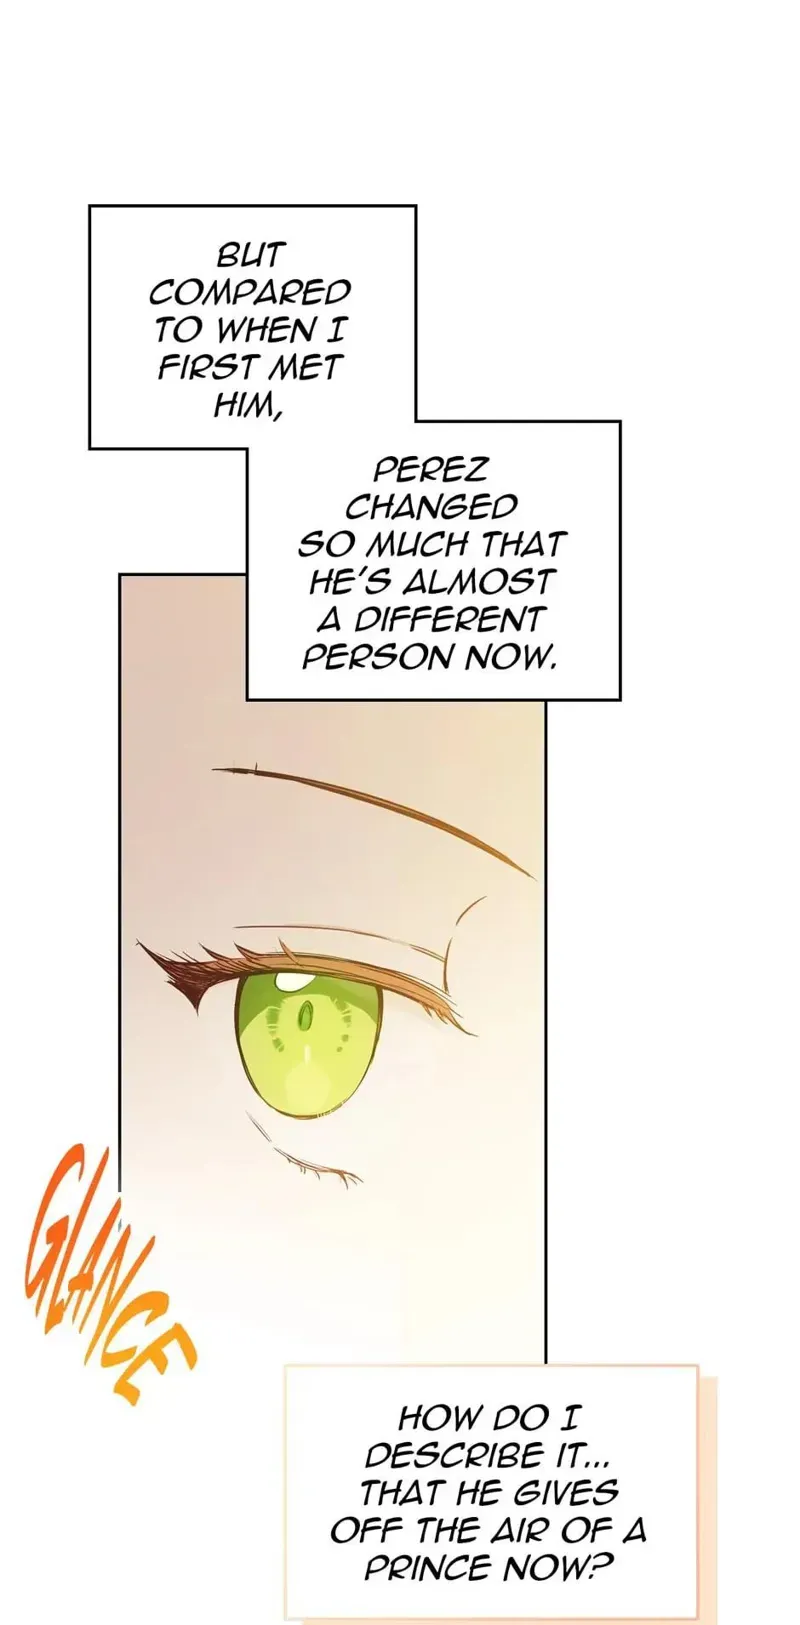 BUT
COMPARED
TO WHEN I
FIRST MET
HIM,
PEREZ
CHANGED
SO MUCH THAT
HE'S ALMOST
A DIFFERENT
PERSON NOW.
GLANCE
HOW DO I
DESCRIBE IT...
THAT HE GIVES
OFF THE AIR OF A
PRINCE NOW?